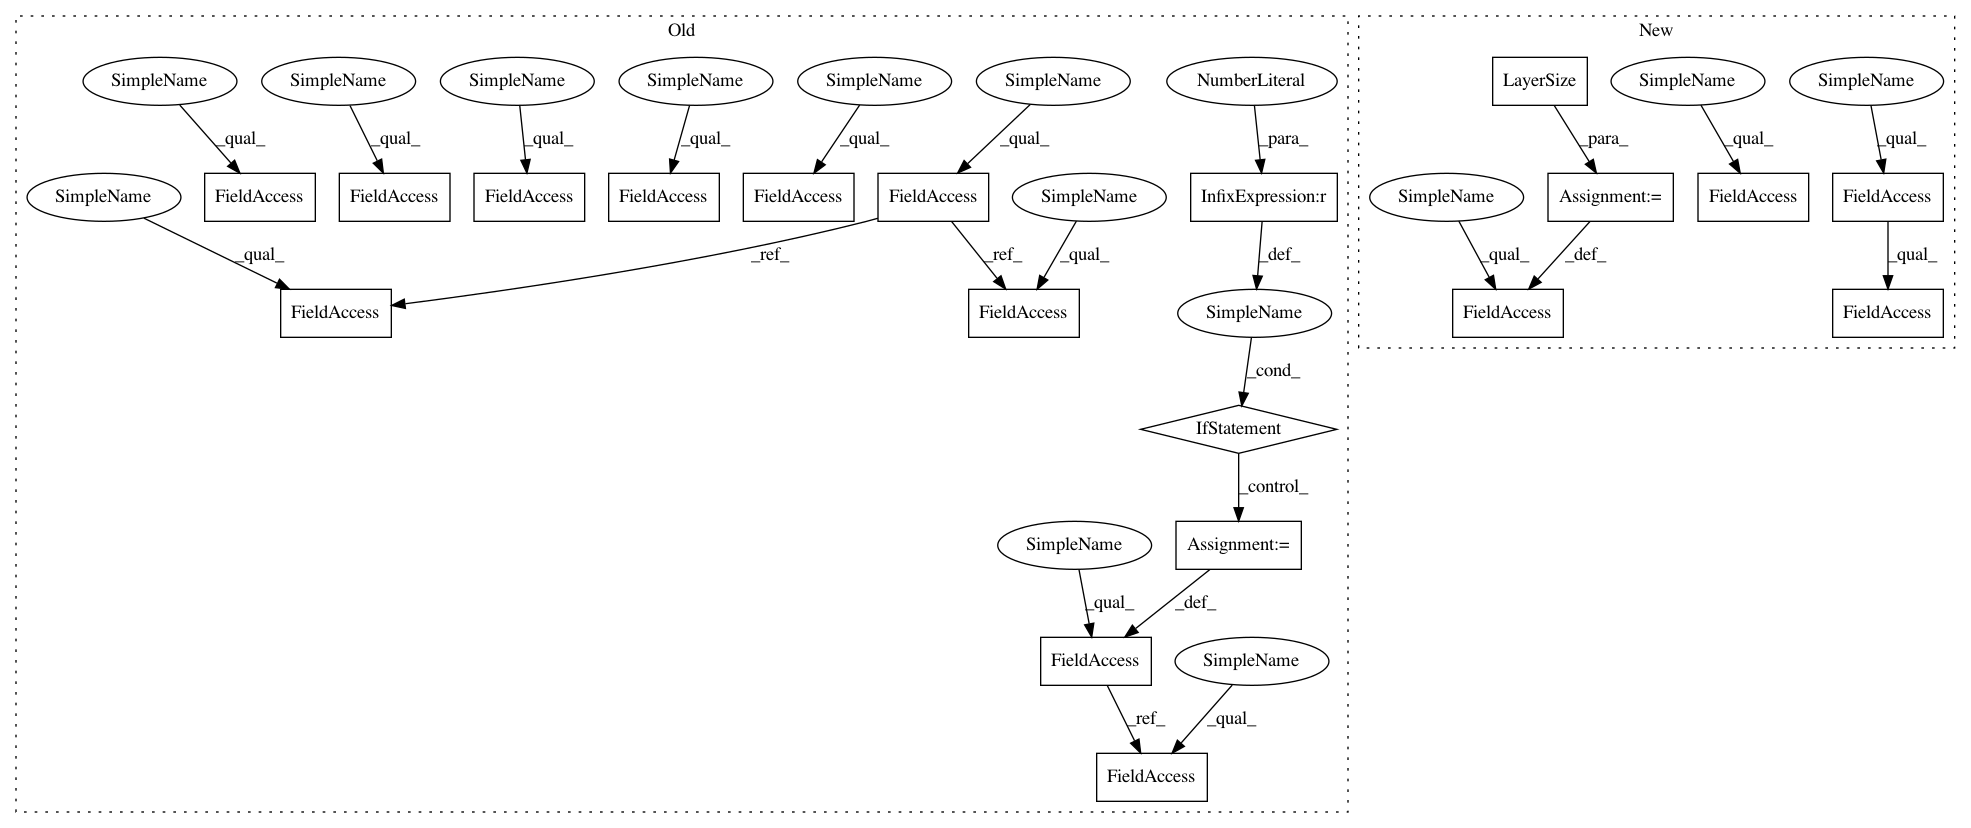 Old
New
SimpleName
SimpleName
SimpleName
SimpleName
SimpleName
SimpleName
NumberLiteral
LayerSize
SimpleName
SimpleName
_qual_
_qual_
_qual_
_qual_
_qual_
_qual_
_para_
_para_
_qual_
_qual_
SimpleName
FieldAccess
FieldAccess
FieldAccess
FieldAccess
FieldAccess
FieldAccess
SimpleName
InfixExpression:r
SimpleName
Assignment:=
FieldAccess
FieldAccess
_qual_
_ref_
_ref_
_qual_
_def_
_qual_
_def_
_qual_
FieldAccess
FieldAccess
SimpleName
FieldAccess
FieldAccess
_cond_
IfStatement
_control_
SimpleName
Assignment:=
_qual_
_def_
FieldAccess
SimpleName
_ref_
_qual_
FieldAccess